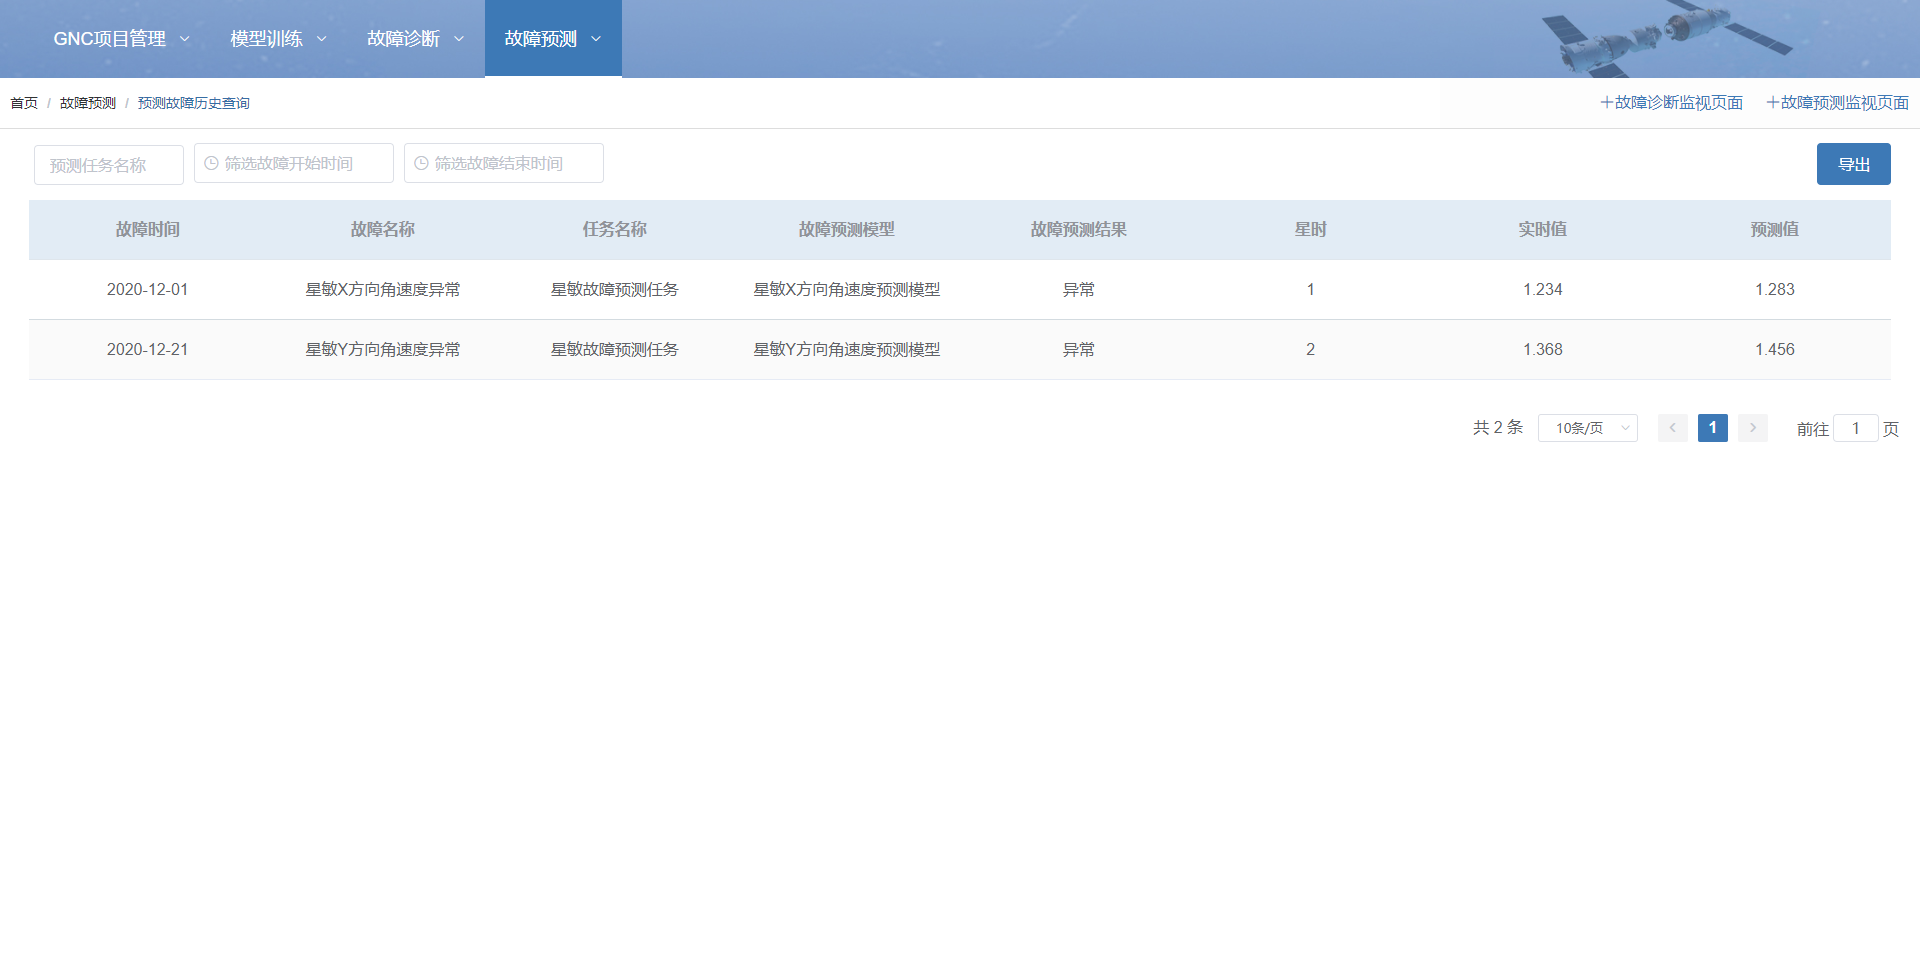 GNC项目管理 模型训练 故障诊断 故障预测
首页 / 故障预测 / 预测故障历史查询 +故障诊断监视页面 +故障预测监视页面
预测任务名称 筛选故障开始时间 筛选故障结束时间 导出
故障时间 故障名称 任务名称 故障预测模型 故障预测结果 星时 实时值 预测值
2020-12-01 星敏X方向角速度异常 星敏故障预测任务 星敏X方向角速度预测模型 异常 1 1.234 1.283
2020-12-21 星敏Y方向角速度异常 星敏故障预测任务 星敏Y方向角速度预测模型 异常 2 1.368 1.456
共 2 条 10条/页 1 前往 1 页